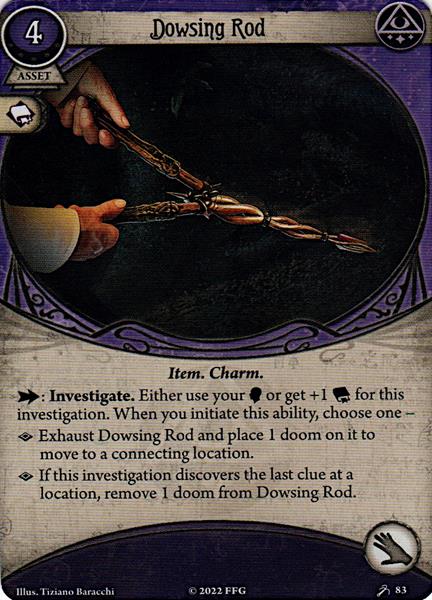 4
Dowsing Rod
ASSET
Item. Charm.
: Investigate. Either use your or get +1 for this
investigation. When you initiate this ability, choose one –
Exhaust Dowsing Rod and place 1 doom on it to
move to a connecting location.
If this investigation discovers the last clue at a
location, remove 1 doom from Dowsing Rod.
Illus. Tiziano Baracchi
© 2022 FFG
83